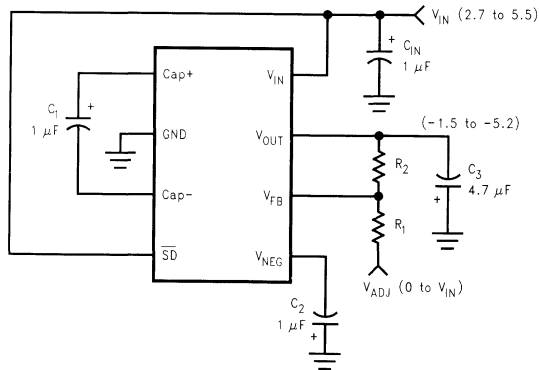 V_IN (2.7 to 5.5)
+
C_IN
1 µF
Cap+
V_IN
C_1
+
1 µF
GND
V_OUT
(−1.5 to −5.2)
R_2
C_3
4.7 µF
+
Cap−
V_FB
R_1
S̅D̅
V_NEG
V_ADJ (0 to V_IN)
C_2
1 µF
+